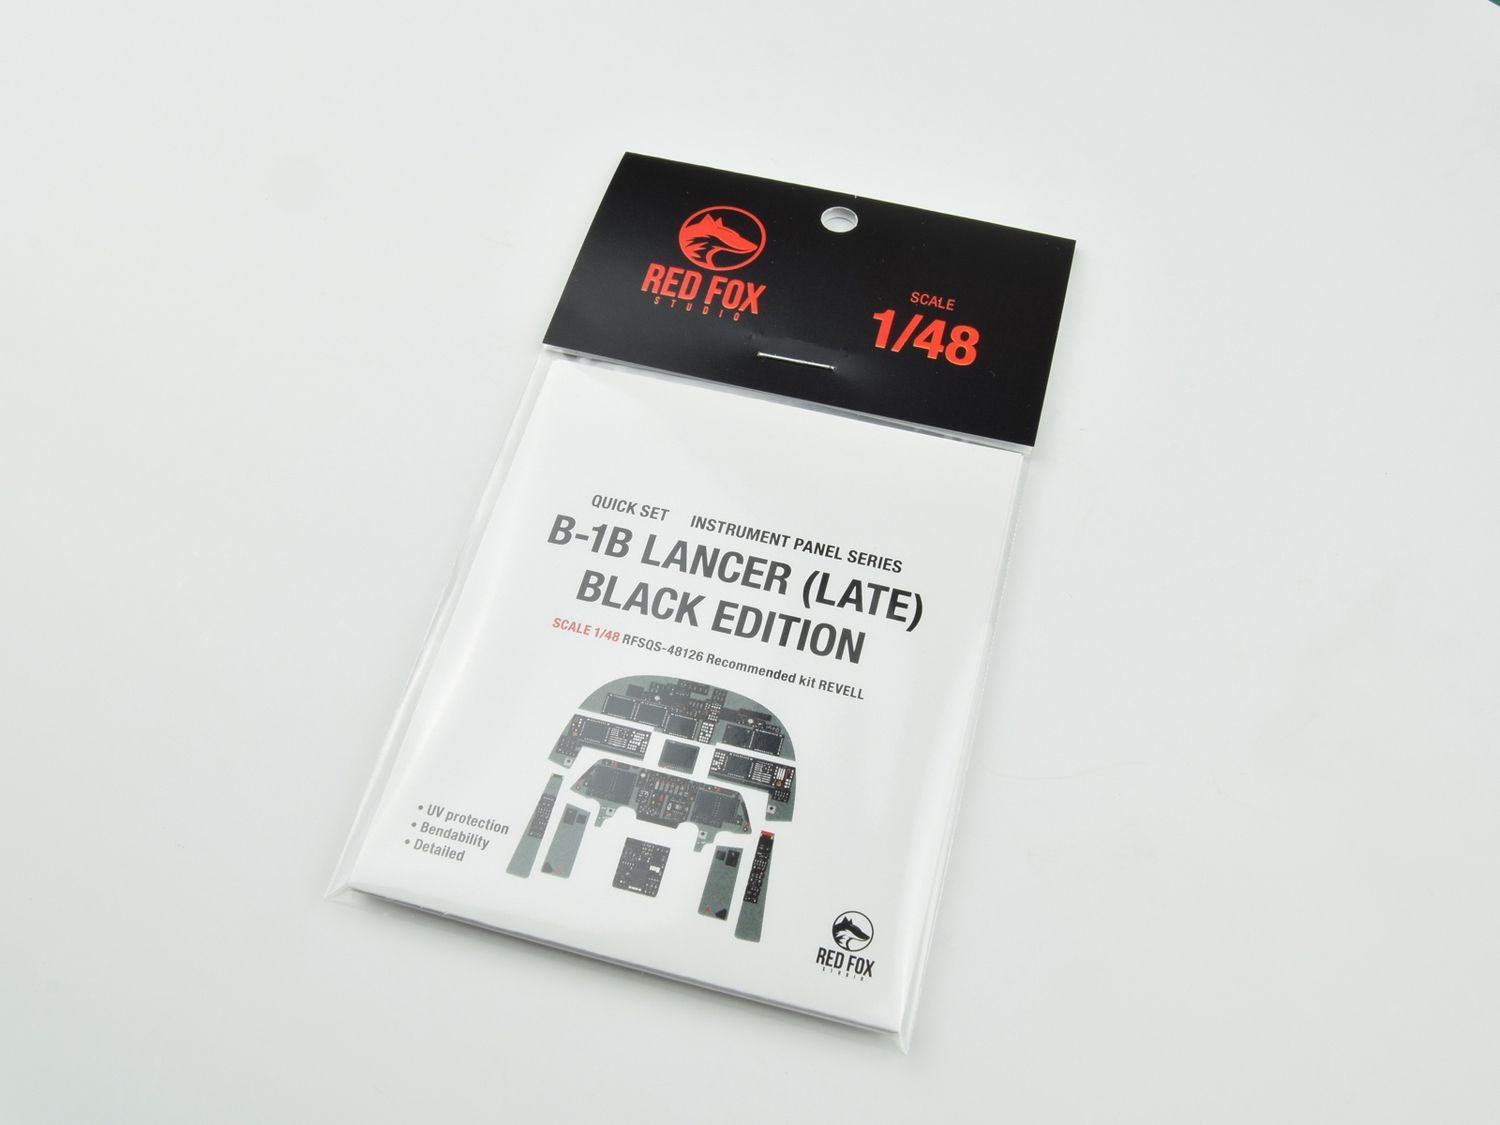 RED FOX
STUDIO
SCALE
1/48
QUICK SET INSTRUMENT PANEL SERIES
B-1B LANCER (LATE)
BLACK EDITION
SCALE 1/48 RFSQS-48126 Recommended kit REVELL
• UV protection
• Bendability
• Detailed
RED FOX
STUDIO